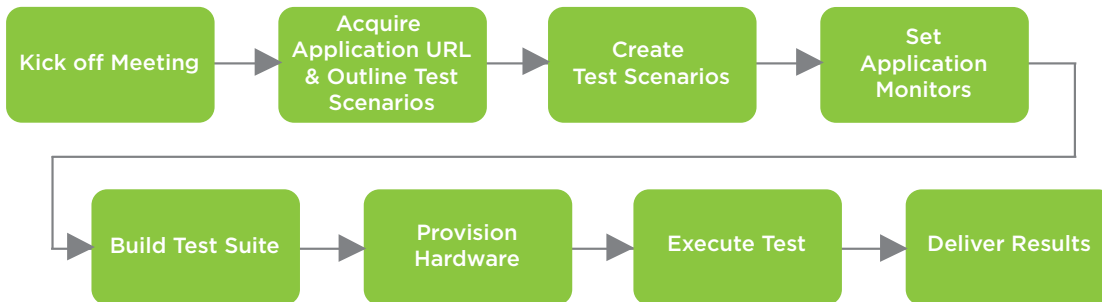 Kick off Meeting
Acquire
Application URL
& Outline Test
Scenarios
Create
Test Scenarios
Set
Application
Monitors
Build Test Suite
Provision
Hardware
Execute Test
Deliver Results